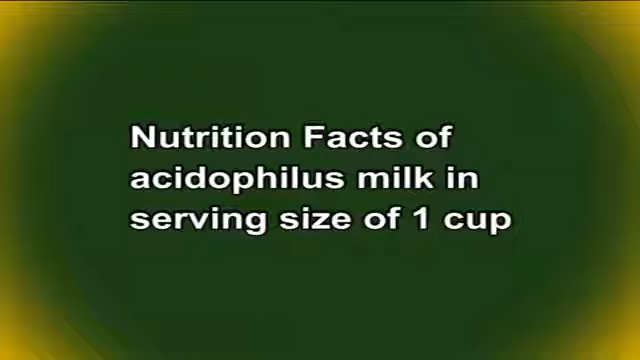 Nutrition Facts of
acidophilus milk in
serving size of 1 cup